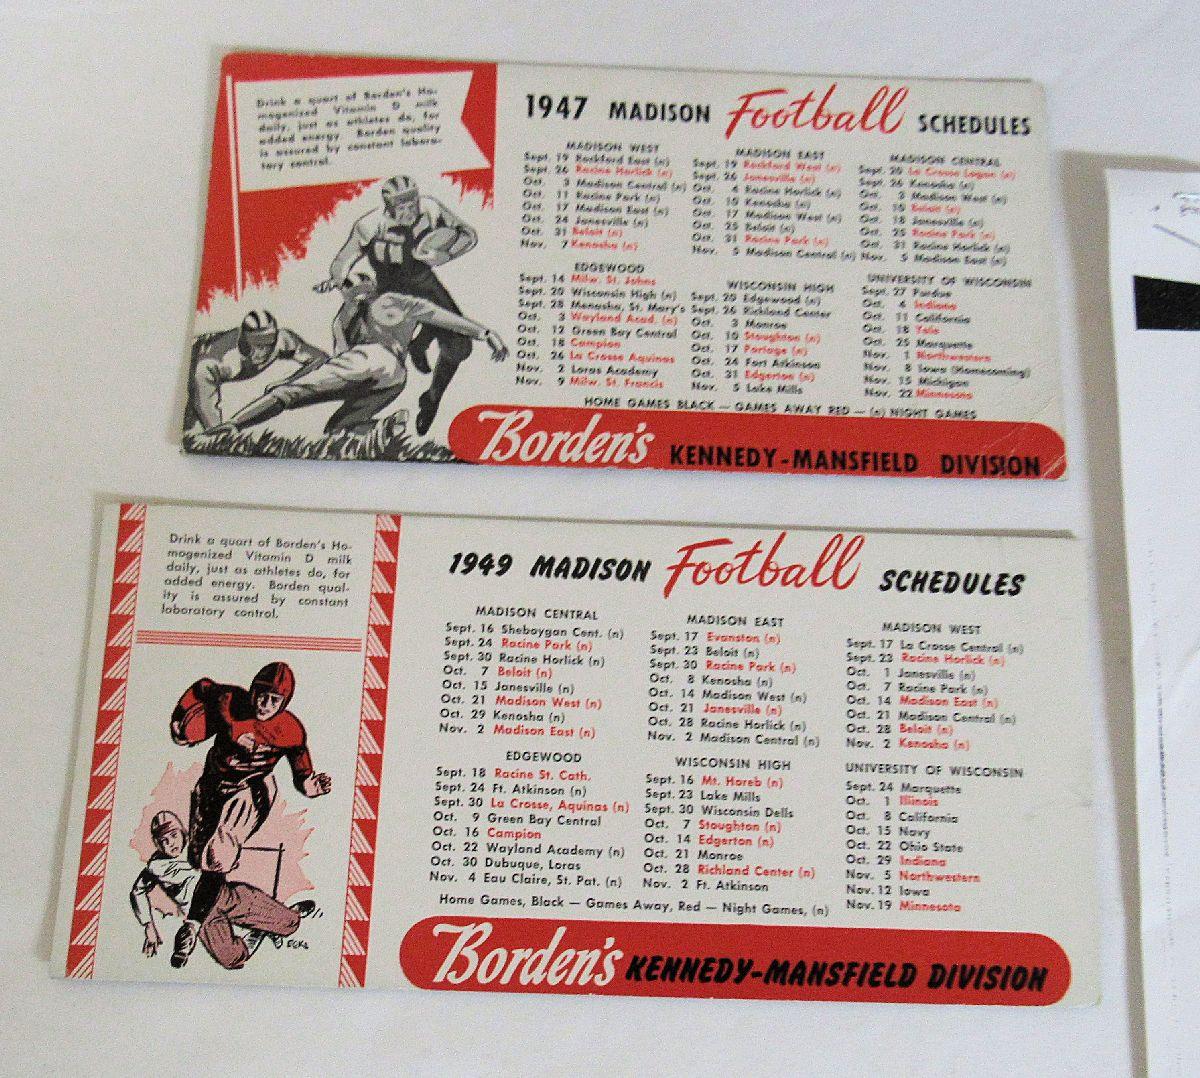 Drink a quart of Borden's Ho-
mogenized Vitamin D milk
daily, just as athletes do, for
added energy. Borden quality
is assured by constant labora-
tory control.
1947 MADISON Football SCHEDULES
MADISON WEST
Sept. 19 Rockford East (n)
Sept. 26 Racine Horlick (n)
Oct. 3 Madison Central (n)
Oct. 11 Racine Park (n)
Oct. 17 Madison East (n)
Oct. 24 Janesville (n)
Oct. 31 Beloit (n)
Nov. 7 Kenosha (n)
MADISON EAST
Sept. 19 Rockford West (n)
Sept. 26 Janesville (n)
Oct. 4 Racine Horlick (n)
Oct. 10 Kenosha (n)
Oct. 17 Madison West (n)
Oct. 25 Beloit (n)
Oct. 31 Racine Park (n)
Nov. 5 Madison Central (n)
MADISON CENTRAL
Sept. 20 La Crosse Logan (n)
Sept. 26 Kenosha (n)
Oct. 3 Madison West (n)
Oct. 10 Beloit (n)
Oct. 18 Janesville (n)
Oct. 25 Racine Park (n)
Oct. 31 Racine Horlick (n)
Nov. 5 Madison East (n)
EDGEWOOD
Sept. 14 Milw. St. Johns
Sept. 20 Wisconsin High (n)
Sept. 28 Menasha, St. Mary's
Oct. 3 Wayland Acad. (n)
Oct. 12 Green Bay Central
Oct. 18 Campion
Oct. 26 La Crosse Aquinas
Nov. 2 Loras Academy
Nov. 9 Milw. St. Francis
WISCONSIN HIGH
Sept. 20 Edgewood (n)
Sept. 26 Richland Center
Oct. 3 Monroe
Oct. 10 Stoughton (n)
Oct. 17 Portage (n)
Oct. 24 Fort Atkinson
Oct. 31 Edgerton (n)
Nov. 5 Lake Mills
UNIVERSITY OF WISCONSIN
Sept. 27 Purdue
Oct. 4 Indiana
Oct. 11 California
Oct. 18 Yale
Oct. 25 Marquette
Nov. 1 Northwestern
Nov. 8 Iowa (Homecoming)
Nov. 15 Michigan
Nov. 22 Minnesota
HOME GAMES BLACK — GAMES AWAY RED — (n) NIGHT GAMES
Borden's KENNEDY-MANSFIELD DIVISION
Drink a quart of Borden's Ho-
mogenized Vitamin D milk
daily, just as athletes do, for
added energy. Borden qual-
ity is assured by constant
laboratory control.
EGKS
1949 MADISON Football SCHEDULES
MADISON CENTRAL
Sept. 16 Sheboygan Cent. (n)
Sept. 24 Racine Park (n)
Sept. 30 Racine Horlick (n)
Oct. 7 Beloit (n)
Oct. 15 Janesville (n)
Oct. 21 Madison West (n)
Oct. 29 Kenosha (n)
Nov. 2 Madison East (n)
MADISON EAST
Sept. 17 Evanston (n)
Sept. 23 Beloit (n)
Sept. 30 Racine Park (n)
Oct. 8 Kenosha (n)
Oct. 14 Madison West (n)
Oct. 21 Janesville (n)
Oct. 28 Racine Horlick (n)
Nov. 2 Madison Central (n)
MADISON WEST
Sept. 17 La Crosse Central (n)
Sept. 23 Racine Horlick (n)
Oct. 1 Janesville (n)
Oct. 7 Racine Park (n)
Oct. 14 Madison East (n)
Oct. 21 Madison Central (n)
Oct. 28 Beloit (n)
Nov. 2 Kenosha (n)
EDGEWOOD
Sept. 18 Racine St. Cath.
Sept. 24 Ft. Atkinson (n)
Sept. 30 La Crosse, Aquinas (n)
Oct. 9 Green Bay Central
Oct. 16 Campion
Oct. 22 Wayland Academy (n)
Oct. 30 Dubuque, Loras
Nov. 4 Eau Claire, St. Pat. (n)
WISCONSIN HIGH
Sept. 16 Mt. Horeb (n)
Sept. 23 Lake Mills
Sept. 30 Wisconsin Dells
Oct. 7 Stoughton (n)
Oct. 14 Edgerton (n)
Oct. 21 Monroe
Oct. 28 Richland Center (n)
Nov. 2 Ft. Atkinson
UNIVERSITY OF WISCONSIN
Sept. 24 Marquette
Oct. 1 Illinois
Oct. 8 California
Oct. 15 Navy
Oct. 22 Ohio State
Oct. 29 Indiana
Nov. 5 Northwestern
Nov. 12 Iowa
Nov. 19 Minnesota
Home Games, Black — Games Away, Red — Night Games, (n)
Borden's KENNEDY-MANSFIELD DIVISION